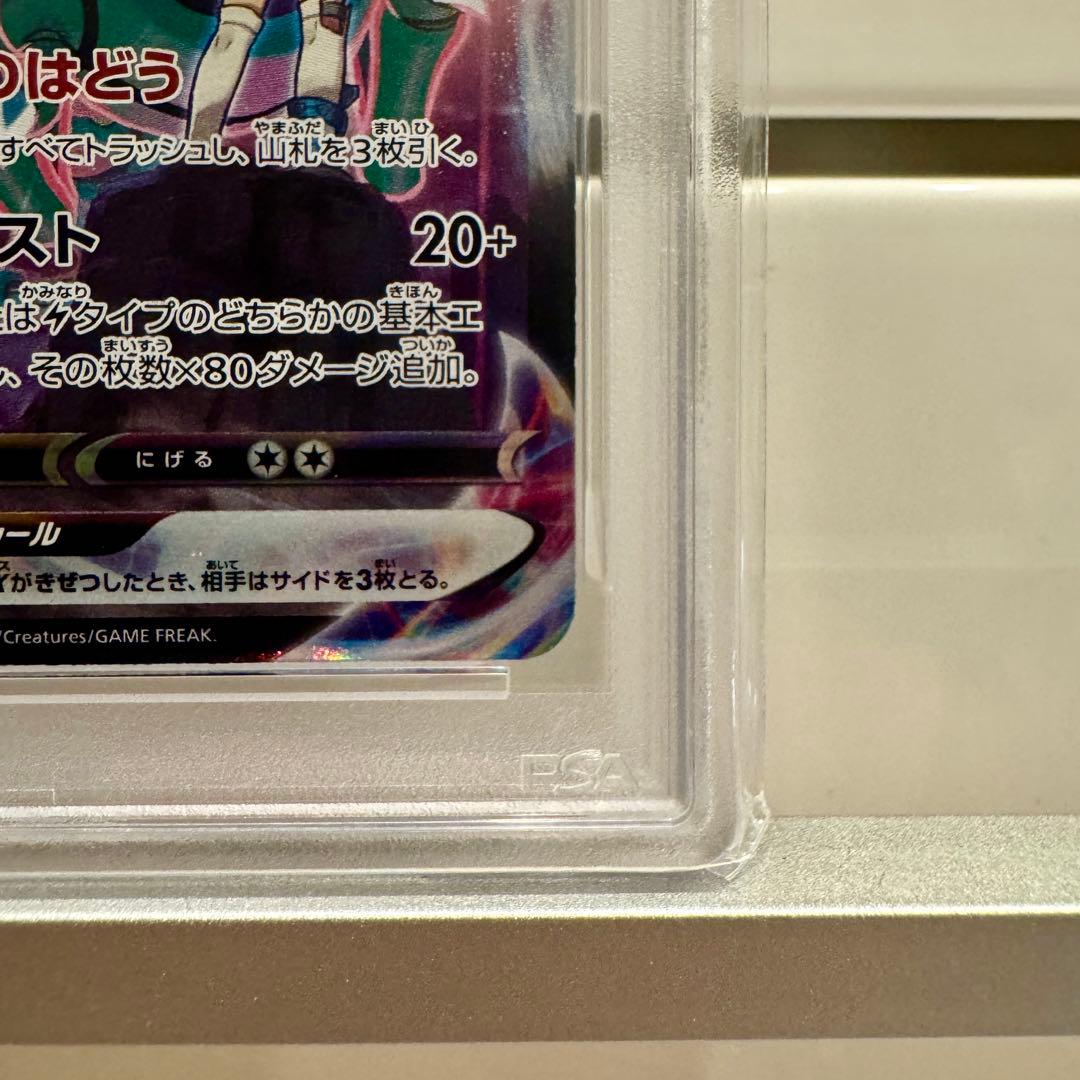 りはどう
すべてトラッシュし、山札を3枚引く。
スト 20+
はタイプのどちらかの基本エ
、その枚数×80ダメージ追加。
にげる
ール
がきぜつしたとき、相手はサイドを3枚とる。
/Creatures/GAME FREAK.
PSA